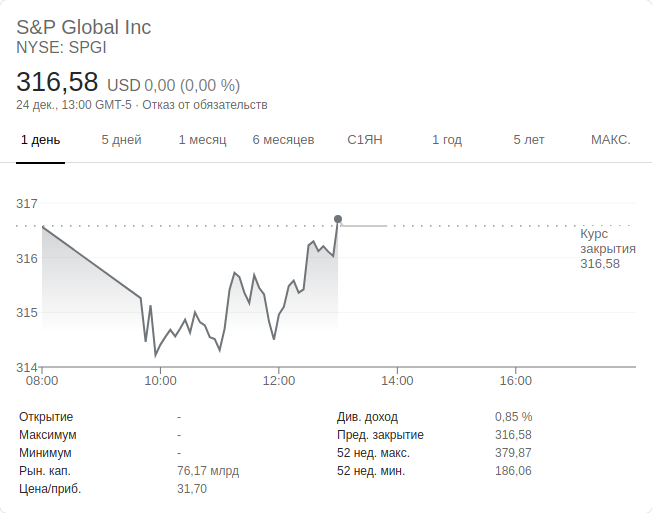 S&P Global Inc
NYSE: SPGI
316,58 USD 0,00 (0,00 %)
24 дек., 13:00 GMT-5 · Отказ от обязательств
1 день 5 дней 1 месяц 6 месяцев С1ЯН 1 год 5 лет МАКС.
317
316
315
314
Курс
закрытия
316,58
08:00 10:00 12:00 14:00 16:00
Открытие - Див. доход 0,85 %
Максимум - Пред. закрытие 316,58
Минимум - 52 нед. макс. 379,87
Рын. кап. 76,17 млрд 52 нед. мин. 186,06
Цена/приб. 31,70